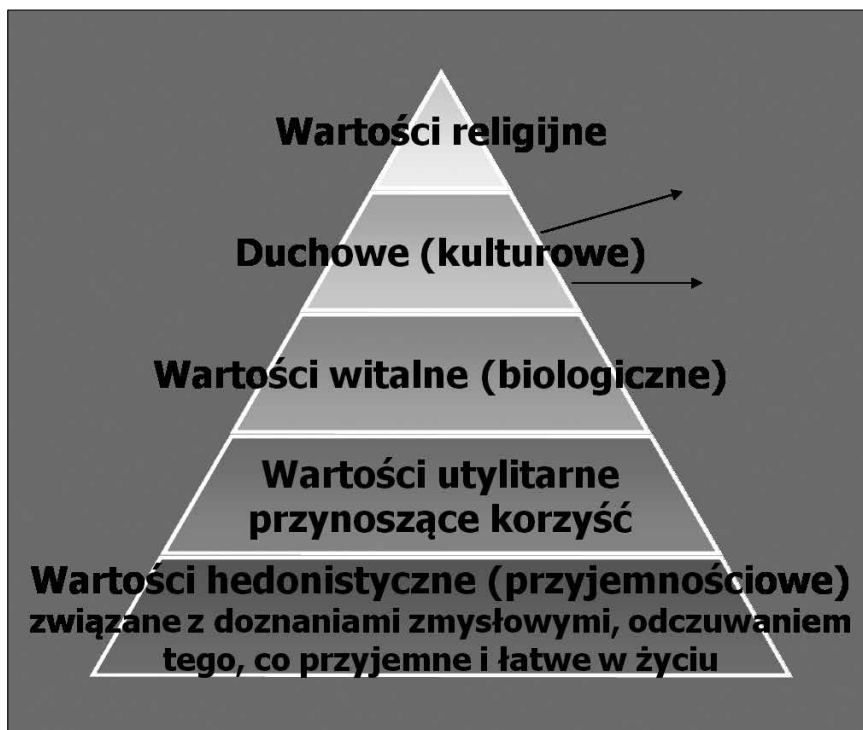 Wartości religijne
Duchowe (kulturowe)
Wartości witalne (biologiczne)
Wartości utylitarne
przynoszące korzyść
Wartości hedonistyczne (przyjemnościowe)
związane z doznaniami zmysłowymi, odczuwaniem
tego, co przyjemne i łatwe w życiu